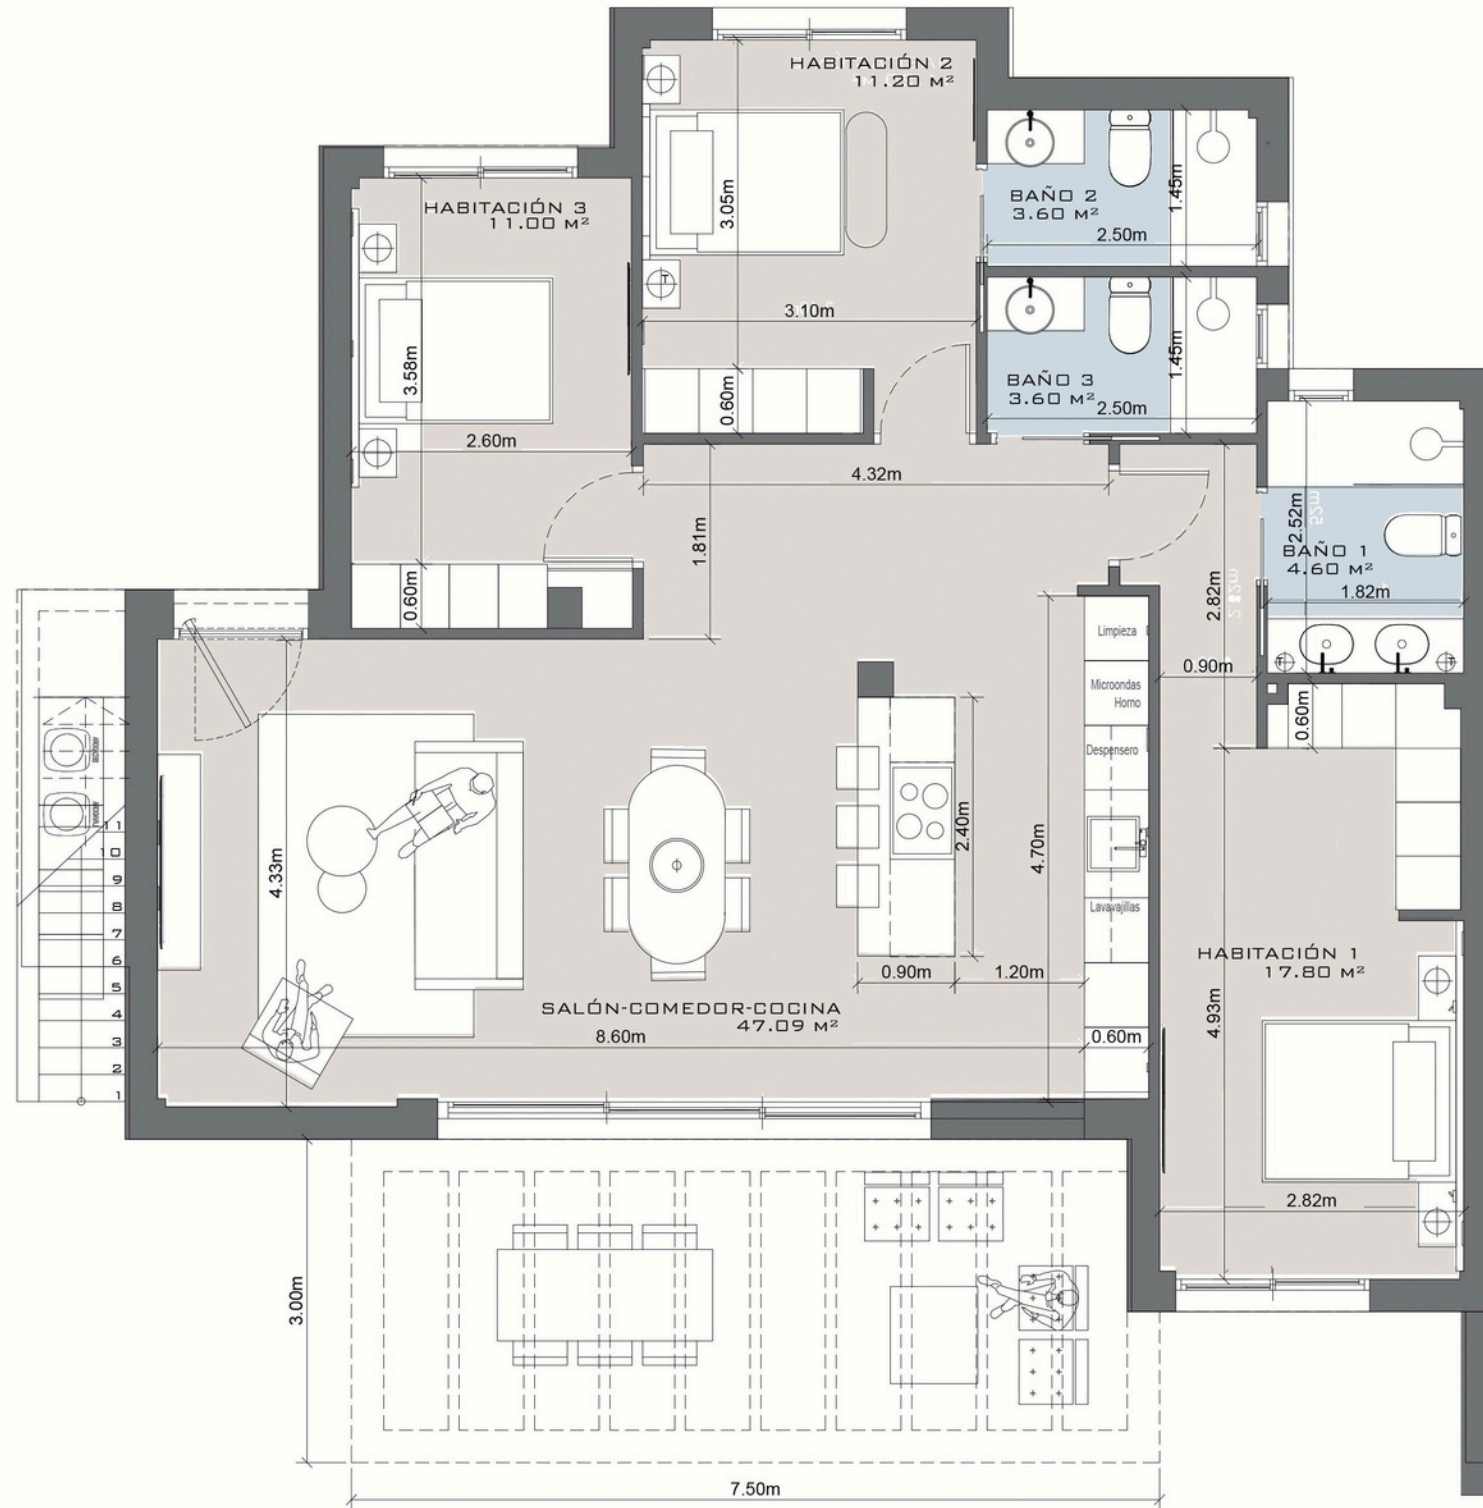 HABITACIÓN 2
11.20 M²
3.05m
3.10m
0.60m
HABITACIÓN 3
11.00 M²
3.58m
2.60m
0.60m
BAÑO 2
3.60 M²
1.45m
2.50m
BAÑO 3
3.60 M²
1.45m
2.50m
4.32m
1.81m
2.52m
BAÑO 1
4.60 M²
1.82m
2.82m
0.90m
0.60m
Limpieza
Microondas
Horno
Despensero
Lavavajillas
4.33m
2.40m
4.70m
0.90m
1.20m
SALÓN-COMEDOR-COCINA
47.09 M²
8.60m
0.60m
HABITACIÓN 1
17.80 M²
4.93m
2.82m
11
10
9
8
7
6
5
4
3
2
1
3.00m
7.50m